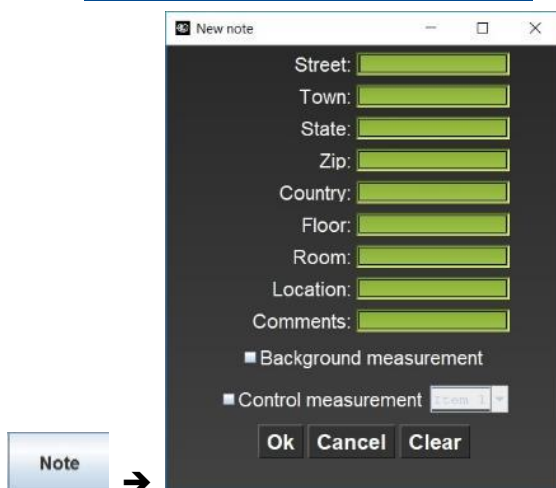 New note
Street:
Town:
State:
Zip:
Country:
Floor:
Room:
Location:
Comments:
Background measurement
Control measurement Item 1
Ok Cancel Clear
Note